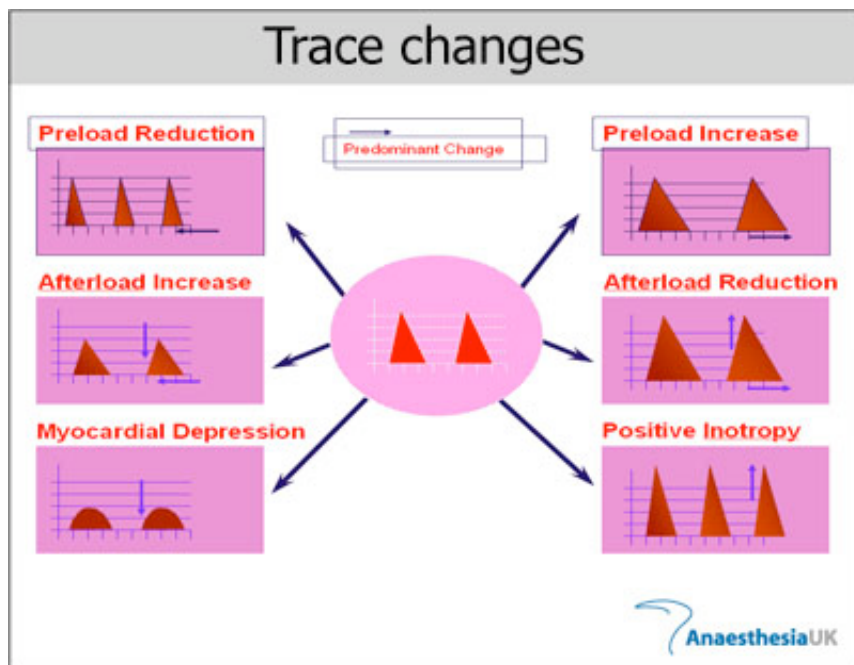 Trace changes
Preload Reduction
Predominant Change
Preload Increase
Afterload Increase
Afterload Reduction
Myocardial Depression
Positive Inotropy
AnaesthesiaUK